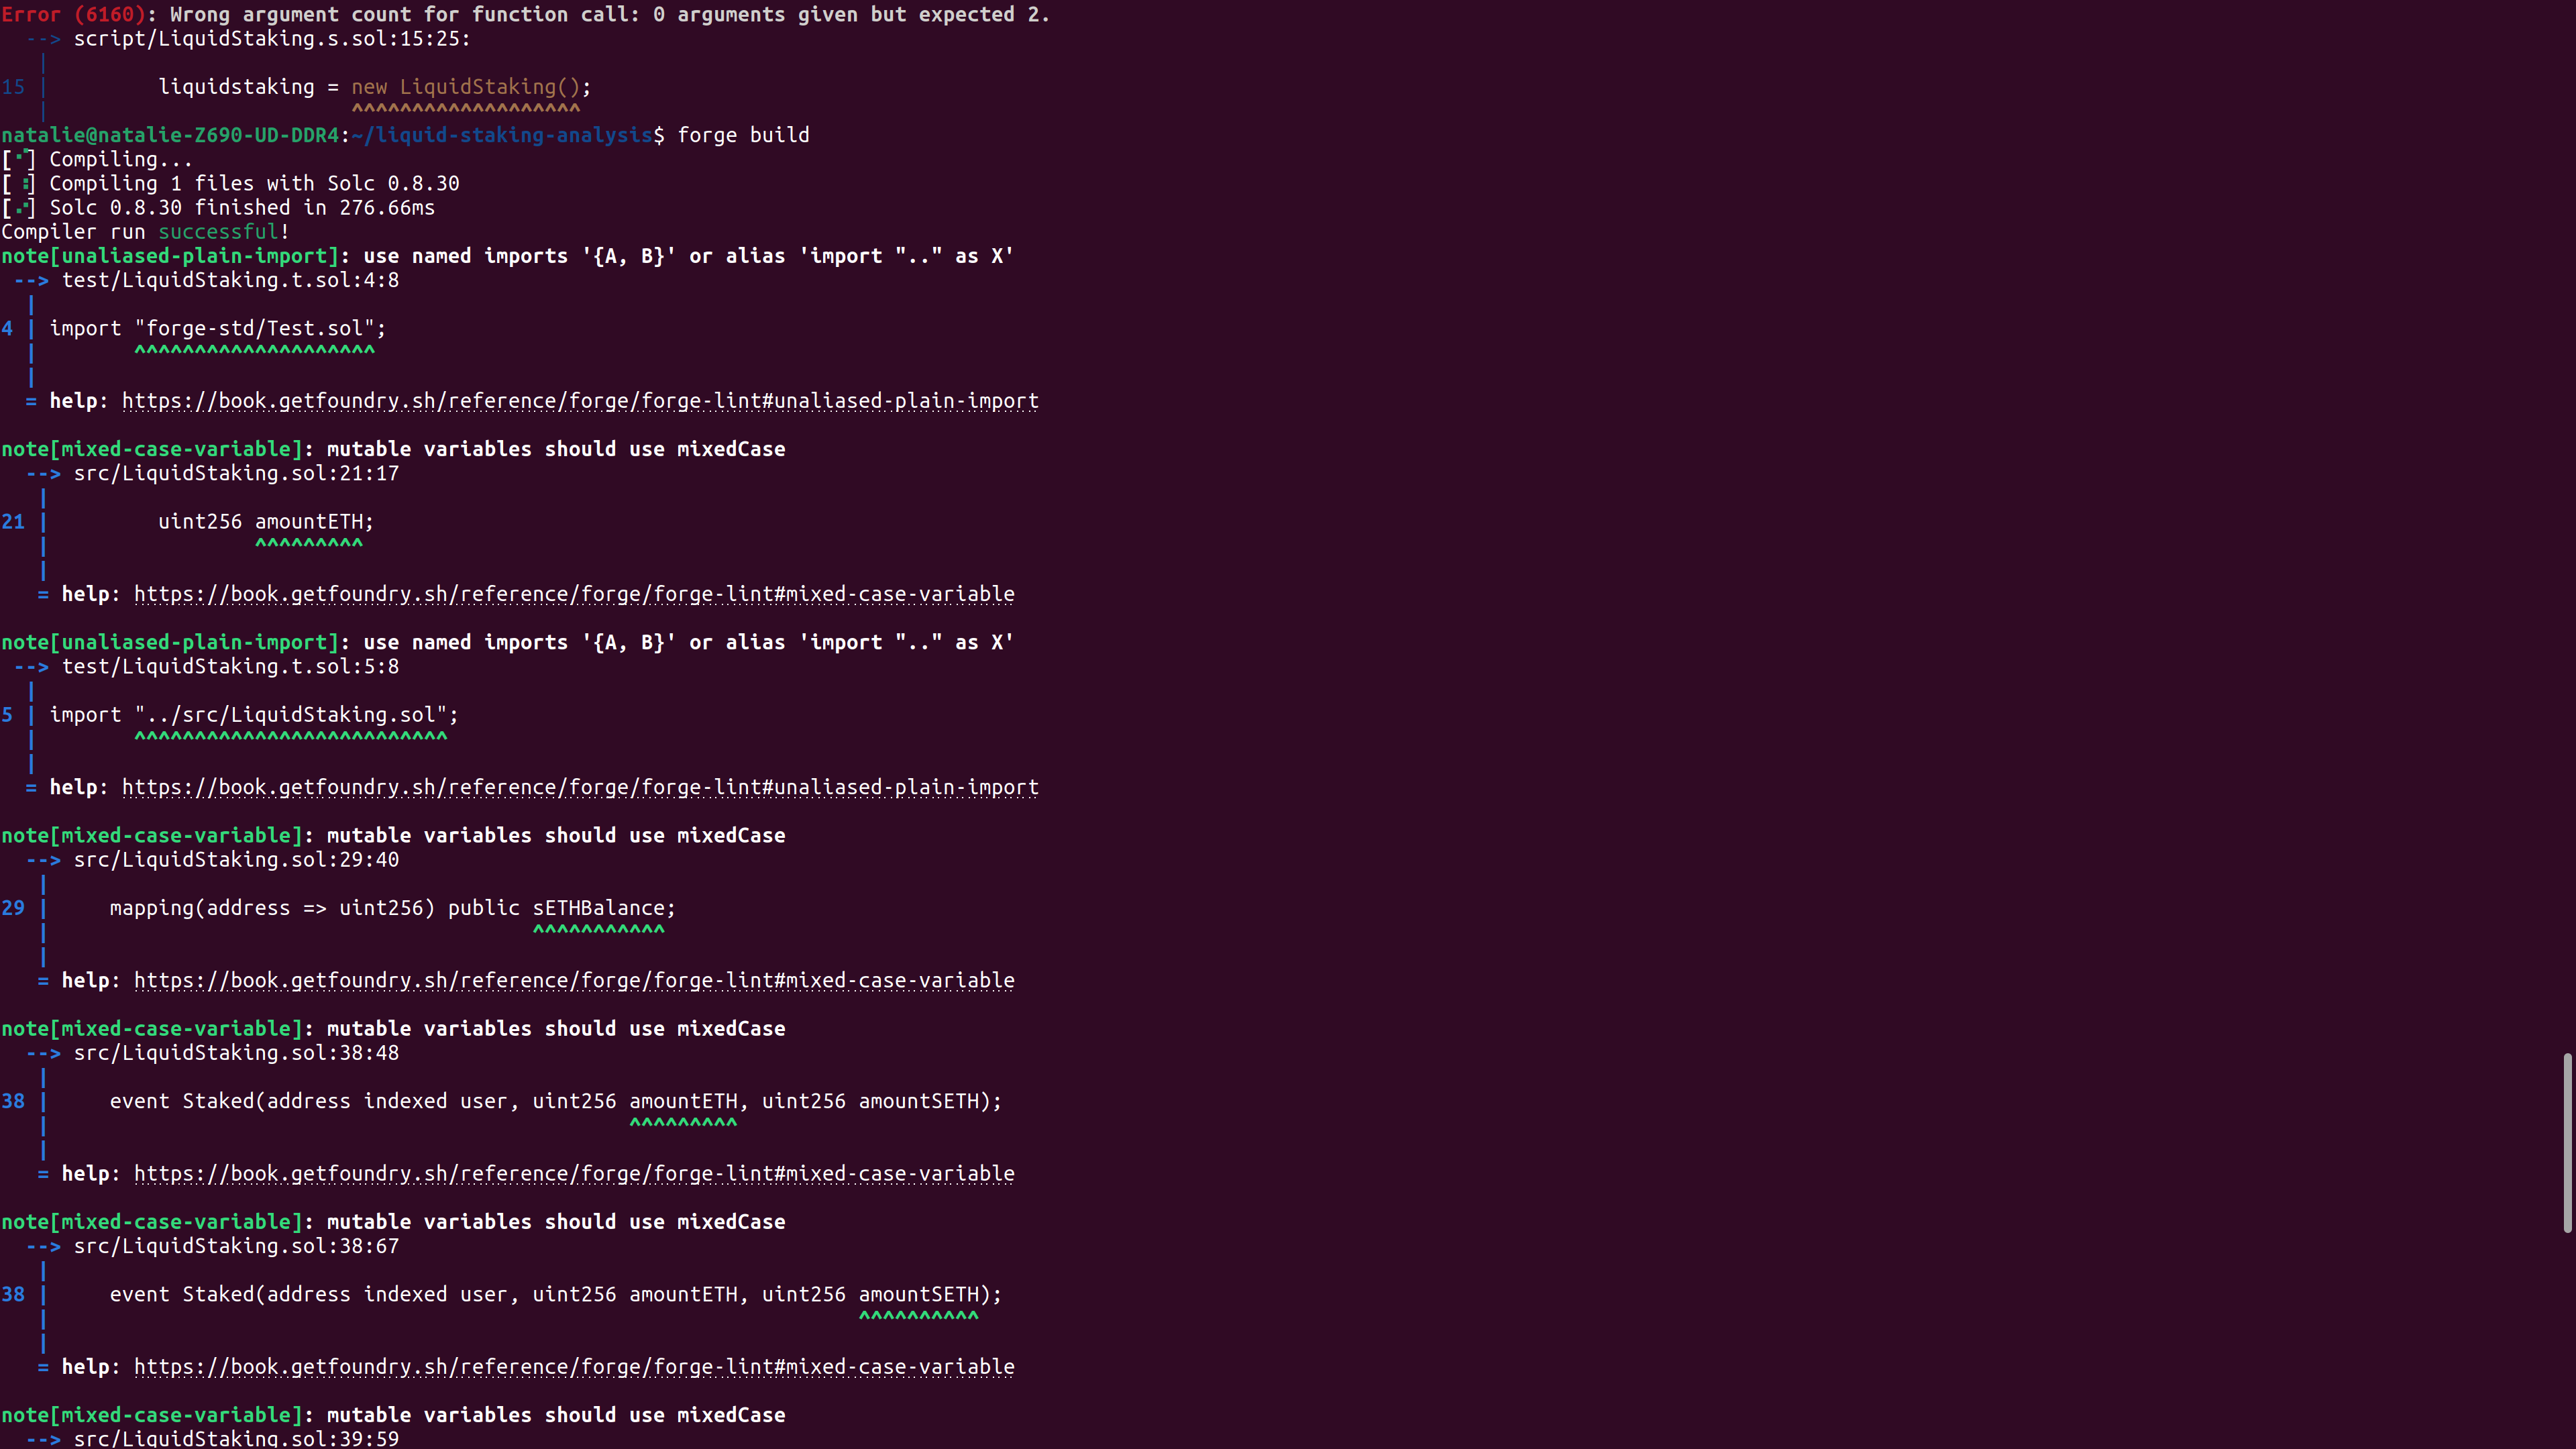 Error (6160): Wrong argument count for function call: 0 arguments given but expected 2.
  --> script/LiquidStaking.s.sol:15:25:
   |
15 |         liquidstaking = new LiquidStaking();
   |                         ^^^^^^^^^^^^^^^^^^^
natalie@natalie-Z690-UD-DDR4:~/liquid-staking-analysis$ forge build
[⠊] Compiling...
[⠘] Compiling 1 files with Solc 0.8.30
[⠔] Solc 0.8.30 finished in 276.66ms
Compiler run successful!
note[unaliased-plain-import]: use named imports '{A, B}' or alias 'import ".." as X'
 --> test/LiquidStaking.t.sol:4:8
  |
4 | import "forge-std/Test.sol";
  |        ^^^^^^^^^^^^^^^^^^^^
  |
  = help: https://book.getfoundry.sh/reference/forge/forge-lint#unaliased-plain-import

note[mixed-case-variable]: mutable variables should use mixedCase
  --> src/LiquidStaking.sol:21:17
   |
21 |         uint256 amountETH;
   |                 ^^^^^^^^^
   |
   = help: https://book.getfoundry.sh/reference/forge/forge-lint#mixed-case-variable

note[unaliased-plain-import]: use named imports '{A, B}' or alias 'import ".." as X'
 --> test/LiquidStaking.t.sol:5:8
  |
5 | import "../src/LiquidStaking.sol";
  |        ^^^^^^^^^^^^^^^^^^^^^^^^^^
  |
  = help: https://book.getfoundry.sh/reference/forge/forge-lint#unaliased-plain-import

note[mixed-case-variable]: mutable variables should use mixedCase
  --> src/LiquidStaking.sol:29:40
   |
29 |     mapping(address => uint256) public sETHBalance;
   |                                        ^^^^^^^^^^^
   |
   = help: https://book.getfoundry.sh/reference/forge/forge-lint#mixed-case-variable

note[mixed-case-variable]: mutable variables should use mixedCase
  --> src/LiquidStaking.sol:38:48
   |
38 |     event Staked(address indexed user, uint256 amountETH, uint256 amountSETH);
   |                                                ^^^^^^^^^
   |
   = help: https://book.getfoundry.sh/reference/forge/forge-lint#mixed-case-variable

note[mixed-case-variable]: mutable variables should use mixedCase
  --> src/LiquidStaking.sol:38:67
   |
38 |     event Staked(address indexed user, uint256 amountETH, uint256 amountSETH);
   |                                                                   ^^^^^^^^^^
   |
   = help: https://book.getfoundry.sh/reference/forge/forge-lint#mixed-case-variable

note[mixed-case-variable]: mutable variables should use mixedCase
  --> src/LiquidStaking.sol:39:59